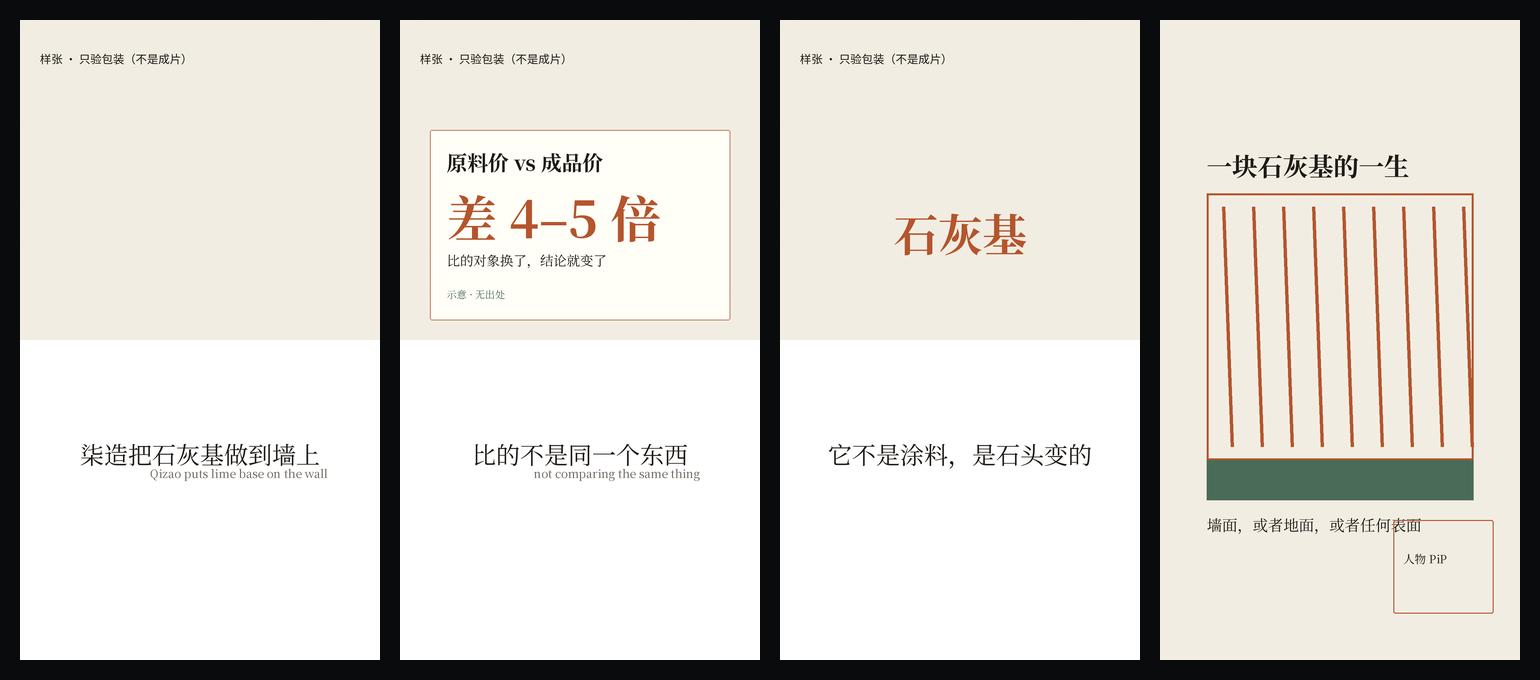 样张 · 只验包装（不是成片）
柒造把石灰基做到墙上
Qizao puts lime base on the wall
样张 · 只验包装（不是成片）
原料价 vs 成品价
差 4–5 倍
比的对象换了，结论就变了
示意 · 无出处
比的不是同一个东西
not comparing the same thing
样张 · 只验包装（不是成片）
石灰基
它不是涂料，是石头变的
一块石灰基的一生
墙面，或者地面，或者任何表面
人物 PiP